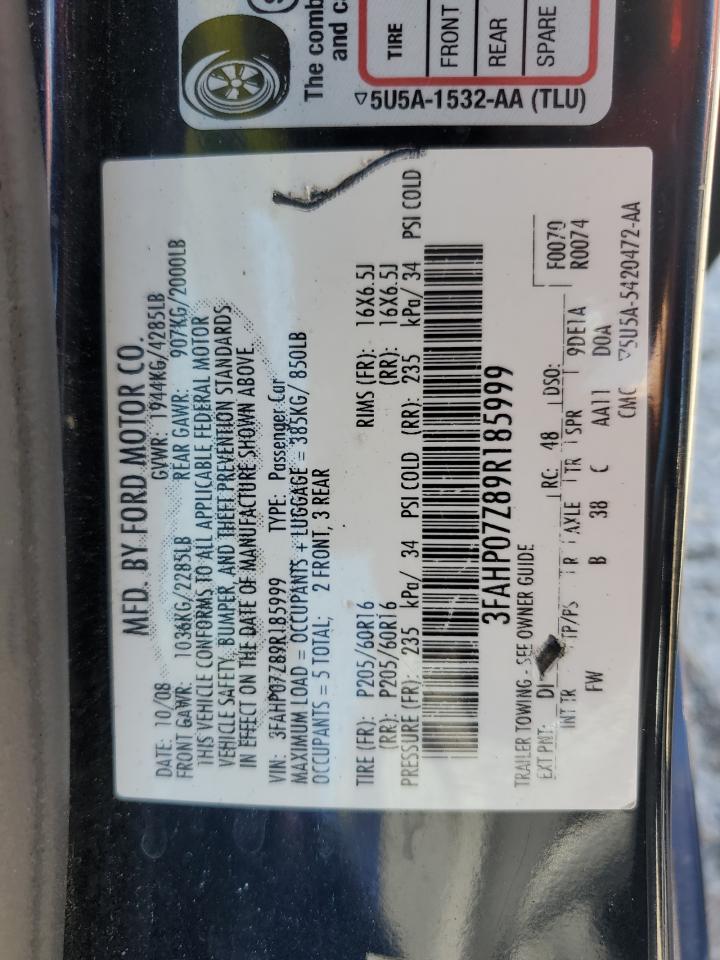 The comb
and ca
TIRE
FRONT
REAR
SPARE
▽5U5A-1532-AA (TLU)
MFD. BY FORD MOTOR CO.
DATE: 10/08 GVWR: 1944KG/4285LB
FRONT GAWR: 1036KG/2285LB REAR GAWR: 907KG/2000LB
THIS VEHICLE CONFORMS TO ALL APPLICABLE FEDERAL MOTOR
VEHICLE SAFETY, BUMPER, AND THEFT PREVENTION STANDARDS
IN EFFECT ON THE DATE OF MANUFACTURE SHOWN ABOVE
VIN: 3FAHP07Z89R185999 TYPE: Passenger Car
MAXIMUM LOAD = OCCUPANTS + LUGGAGE = 385KG/ 850LB
OCCUPANTS = 5 TOTAL; 2 FRONT, 3 REAR
TIRE (FR): P205/60R16 RIMS (FR): 16X6.5J
(RR): P205/60R16 (RR): 16X6.5J
PRESSURE (FR): 235 kPa/ 34 PSI COLD (RR): 235 kPa/ 34 PSI COLD
3FAHP07Z89R185999
TRAILER TOWING - SEE OWNER GUIDE
F0079
EXT PNT: D1 RC: 48 DSO: R0074
INT TR TP/PS R AXLE TR SPR 9DE1A
FW B 38 C AA11 D0A
CMC ▽5U5A-5420472-AA